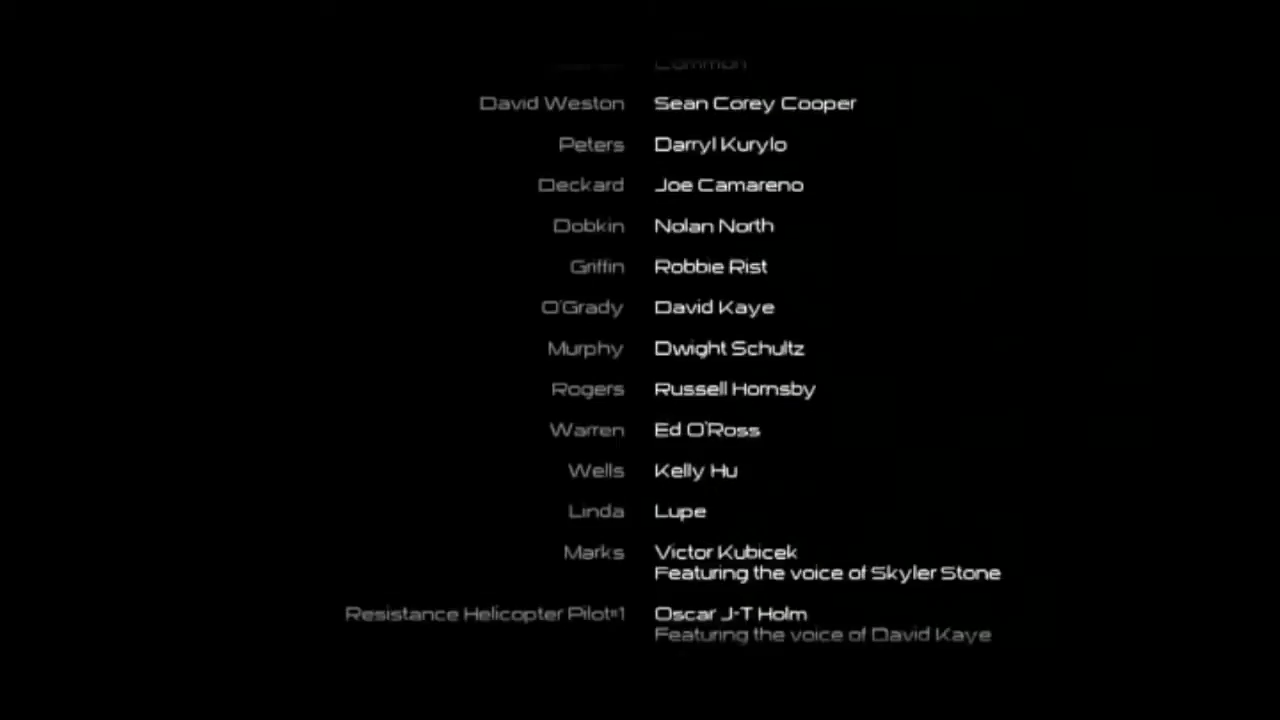 Common
David Weston Sean Corey Cooper
Peters Darryl Kurylo
Deckard Joe Camareno
Dobkin Nolan North
Griffin Robbie Rist
O'Grady David Kaye
Murphy Dwight Schultz
Rogers Russell Hornsby
Warren Ed O'Ross
Wells Kelly Hu
Linda Lupe
Marks Victor Kubicek
Featuring the voice of Skyler Stone
Resistance Helicopter Pilot#1 Oscar J-T Holm
Featuring the voice of David Kaye